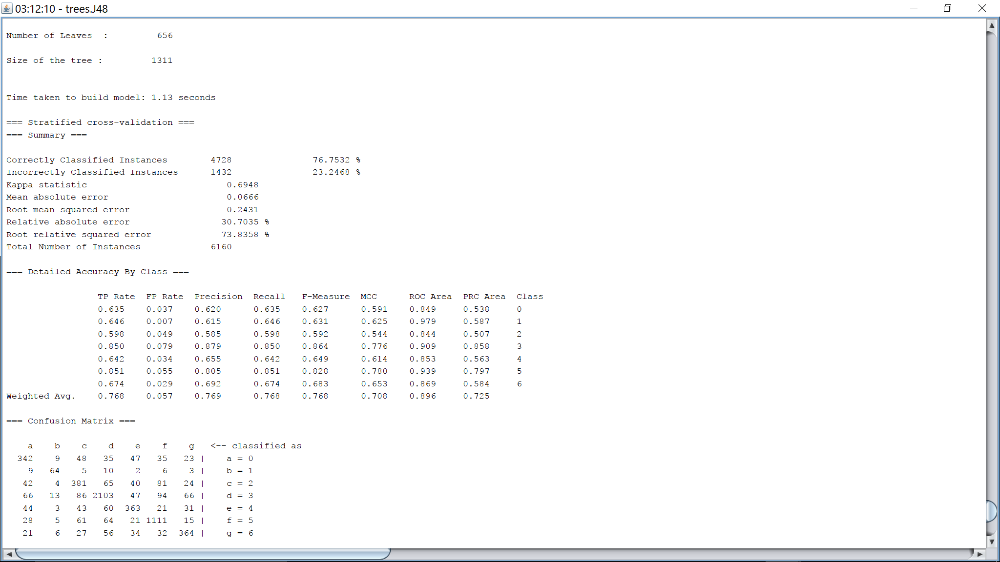 03:12:10 - trees.J48
Number of Leaves  :         656
Size of the tree :         1311
Time taken to build model: 1.13 seconds
=== Stratified cross-validation ===
=== Summary ===
Correctly Classified Instances        4728               76.7532 %
Incorrectly Classified Instances      1432               23.2468 %
Kappa statistic                          0.6948
Mean absolute error                      0.0666
Root mean squared error                  0.2431
Relative absolute error                 30.7035 %
Root relative squared error             73.8358 %
Total Number of Instances             6160
=== Detailed Accuracy By Class ===
                 TP Rate  FP Rate  Precision  Recall   F-Measure  MCC      ROC Area  PRC Area  Class
                 0.635    0.037    0.620      0.635    0.627      0.591    0.849     0.538     0
                 0.646    0.007    0.615      0.646    0.631      0.625    0.979     0.587     1
                 0.598    0.049    0.585      0.598    0.592      0.544    0.844     0.507     2
                 0.850    0.079    0.879      0.850    0.864      0.776    0.909     0.858     3
                 0.642    0.034    0.655      0.642    0.649      0.614    0.853     0.563     4
                 0.851    0.055    0.805      0.851    0.828      0.780    0.939     0.797     5
                 0.674    0.029    0.692      0.674    0.683      0.653    0.869     0.584     6
Weighted Avg.    0.768    0.057    0.769      0.768    0.768      0.708    0.896     0.725
=== Confusion Matrix ===
    a    b    c    d    e    f    g   <-- classified as
  342    9   48   35   47   35   23 |    a = 0
    9   64    5   10    2    6    3 |    b = 1
   42    4  381   65   40   81   24 |    c = 2
   66   13   86 2103   47   94   66 |    d = 3
   44    3   43   60  363   21   31 |    e = 4
   28    5   61   64   21 1111   15 |    f = 5
   21    6   27   56   34   32  364 |    g = 6